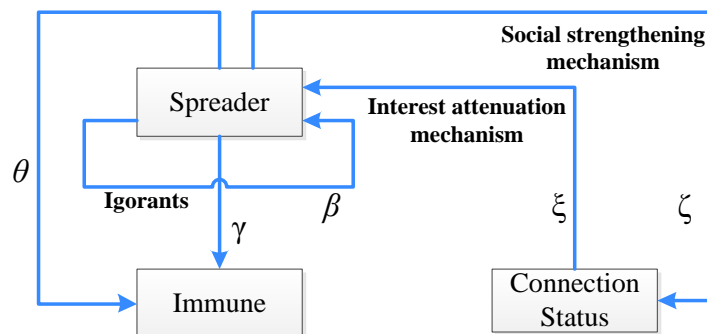 Social strengthening
mechanism
Spreader
Interest attenuation
mechanism
θ
Igorants
β
ξ
ζ
γ
Immune
Connection
Status